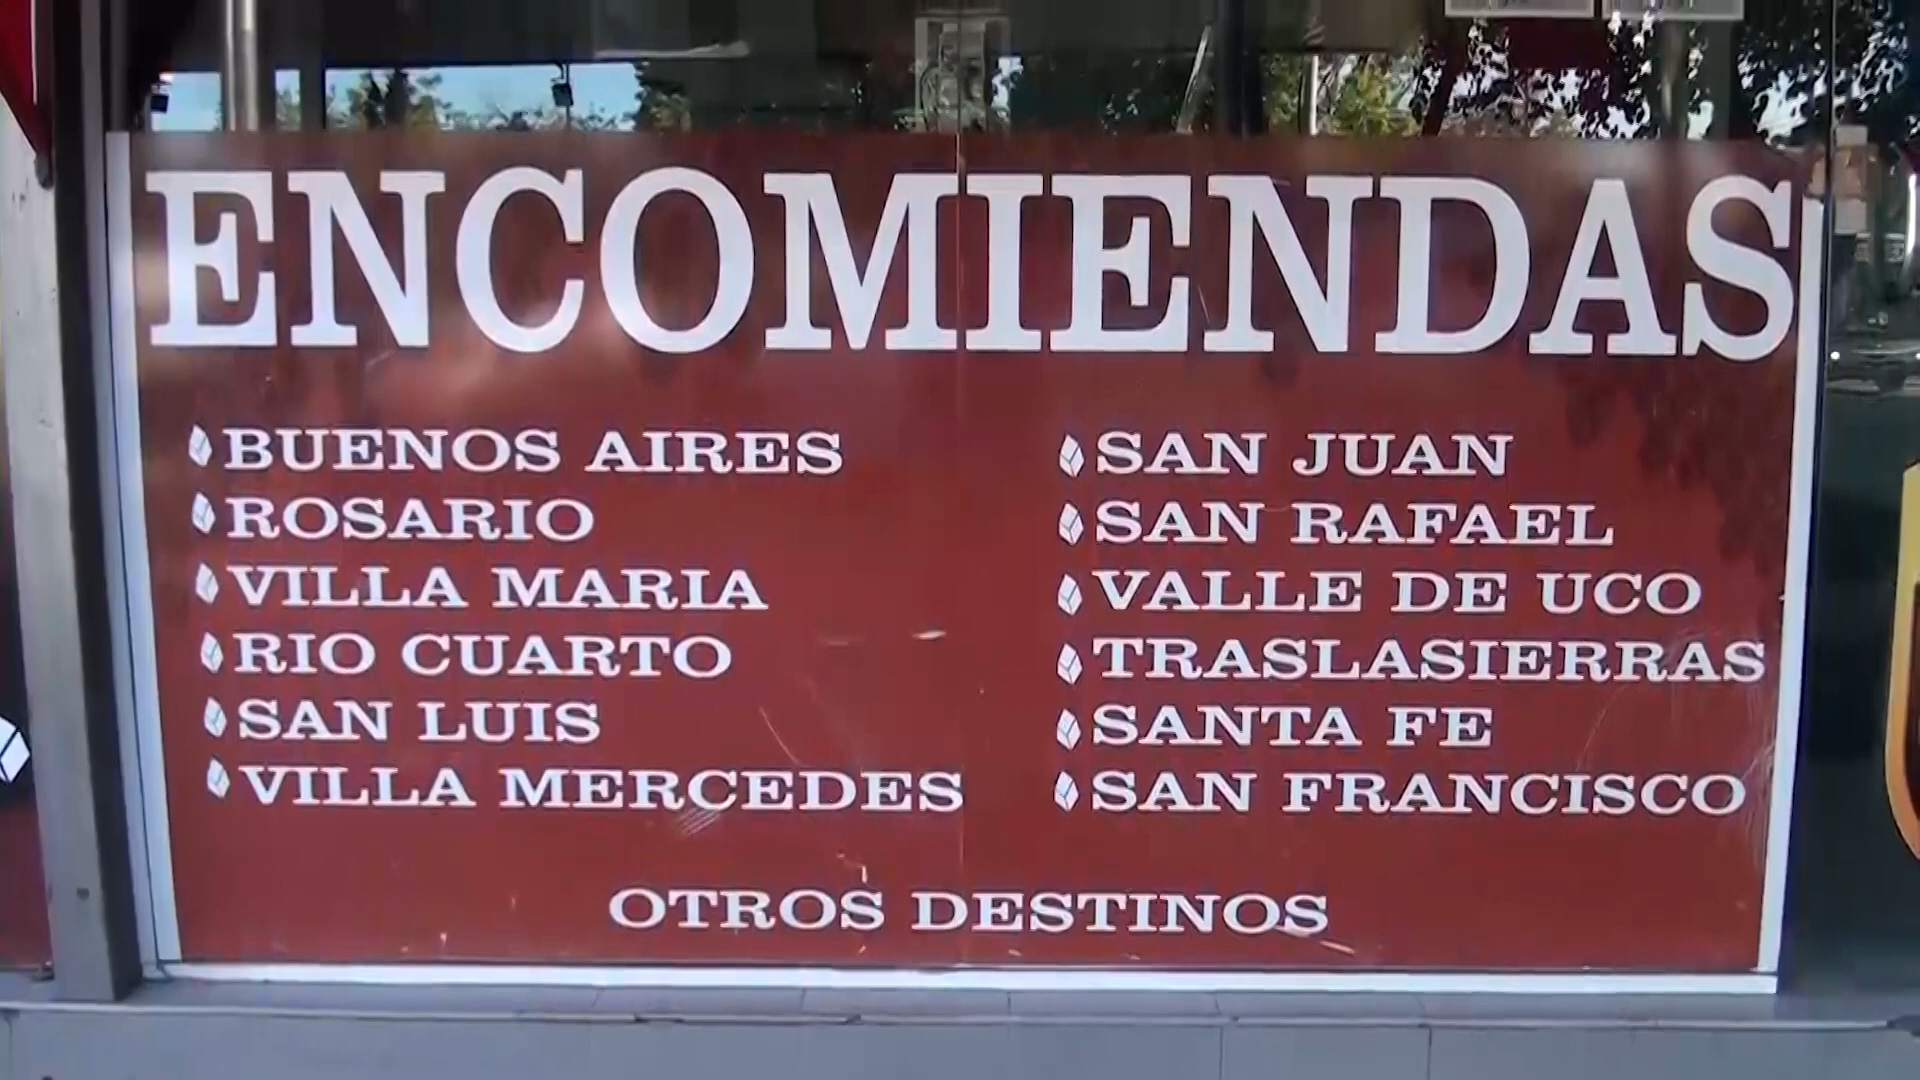 ENCOMIENDAS
BUENOS AIRES
ROSARIO
VILLA MARIA
RIO CUARTO
SAN LUIS
VILLA MERCEDES
SAN JUAN
SAN RAFAEL
VALLE DE UCO
TRASLASIERRAS
SANTA FE
SAN FRANCISCO
OTROS DESTINOS